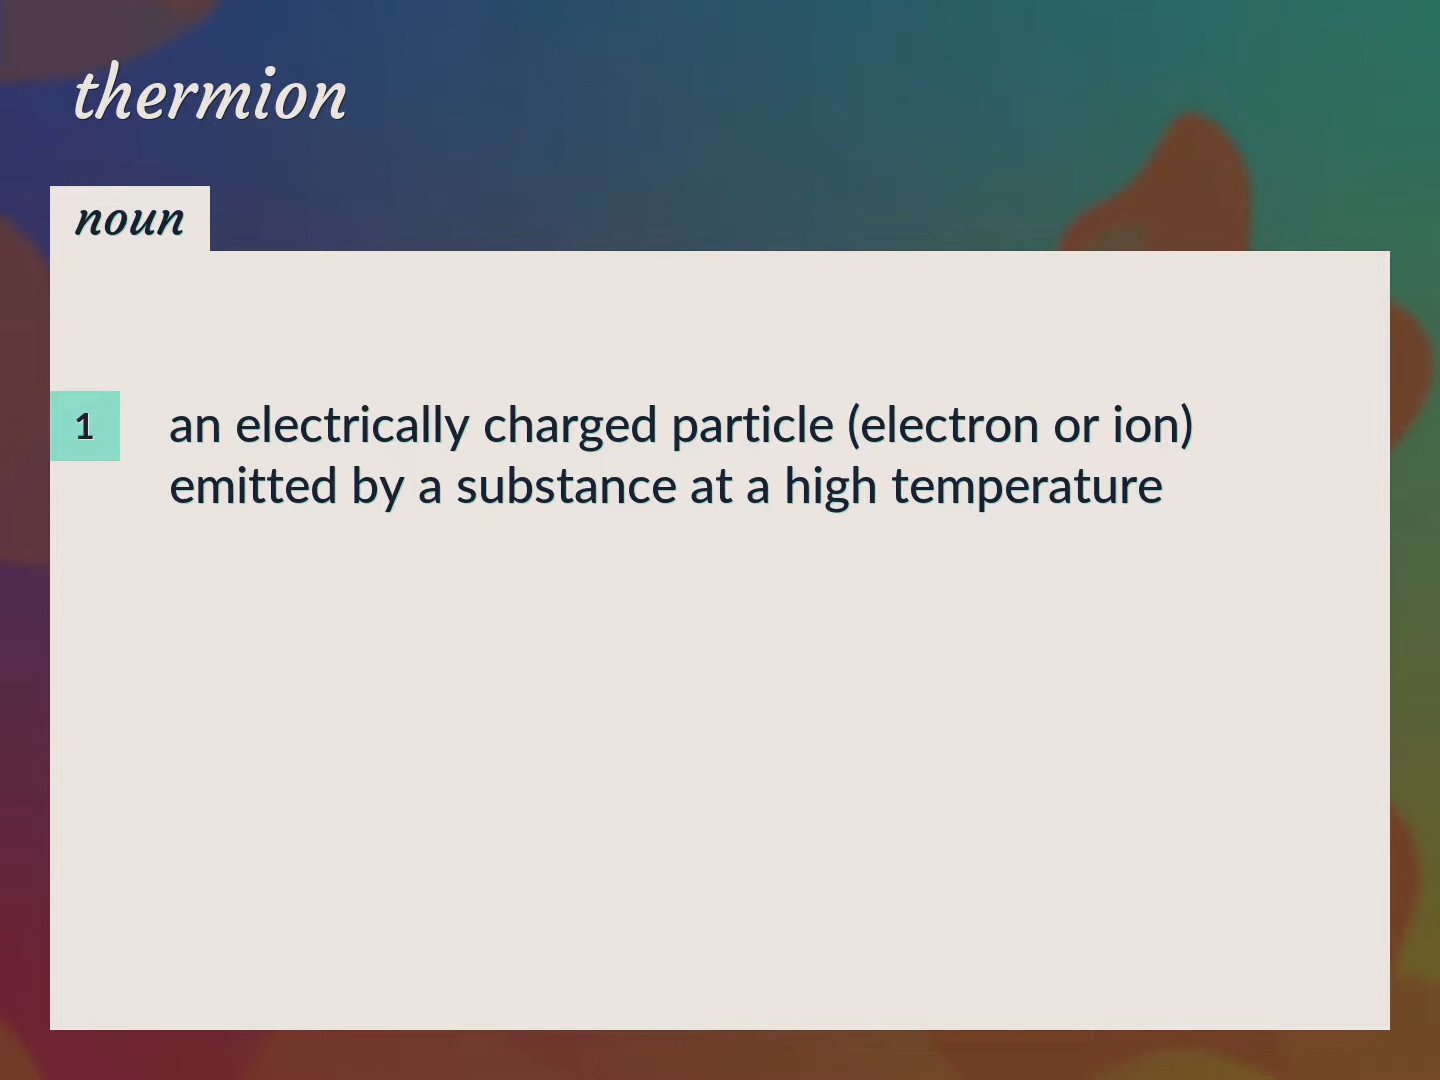 thermion
noun
1
an electrically charged particle (electron or ion)
emitted by a substance at a high temperature